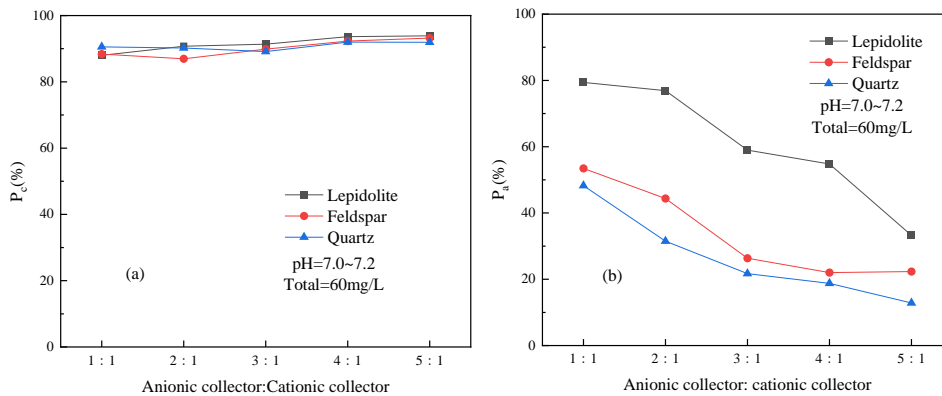 100
80
60
40
20
0
P_c(%)
Lepidolite
Feldspar
Quartz
pH=7.0~7.2
Total=60mg/L
(a)
1 : 1 2 : 1 3 : 1 4 : 1 5 : 1
Anionic collector:Cationic collector
100
80
60
40
20
0
P_a(%)
Lepidolite
Feldspar
Quartz
pH=7.0~7.2
Total=60mg/L
(b)
1 : 1 2 : 1 3 : 1 4 : 1 5 : 1
Anionic collector: cationic collector